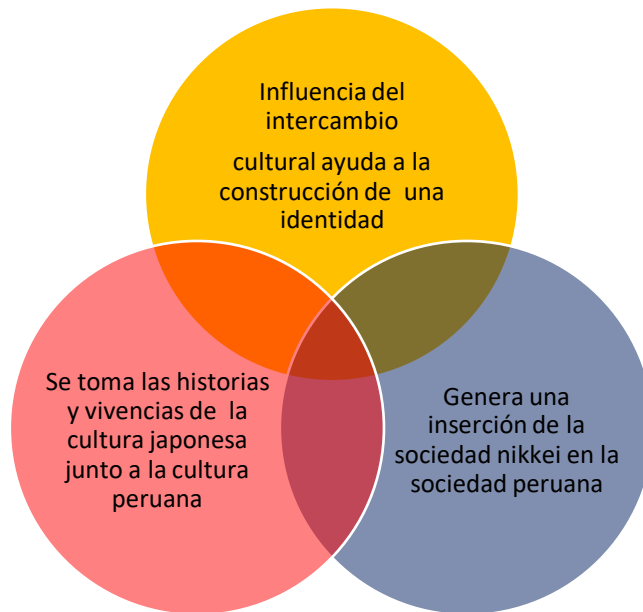 Influencia del
intercambio
cultural ayuda a la
construcción de una
identidad
Se toma las historias
y vivencias de la
cultura japonesa
junto a la cultura
peruana
Genera una
inserción de la
sociedad nikkei en la
sociedad peruana